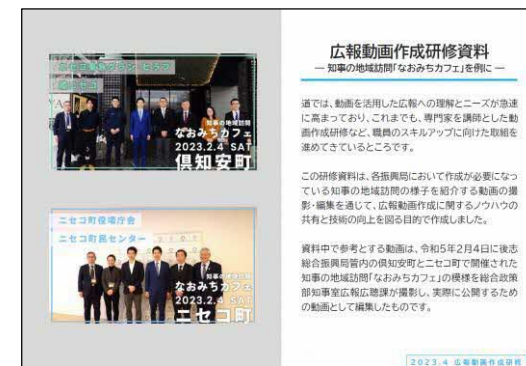 ニセコ町役場庁舎
ニセコ町民センター
知事の地域訪問
なおみちカフェ
2023.2.4 SAT
倶知安町
知事の地域訪問
なおみちカフェ
2023.2.4 SAT
ニセコ町
広報動画作成研修資料
― 知事の地域訪問「なおみちカフェ」を例に ―
道では、動画を活用した広報への理解とニーズが急速
に高まっており、これまでも、専門家を講師とした動
画作成研修など、職員のスキルアップに向けた取組を
進めてきているところです。
この研修資料は、各振興局において作成が必要になっ
ている知事の地域訪問の様子を紹介する動画の撮
影・編集を通じて、広報動画作成に関するノウハウの
共有と技術の向上を図る目的で作成しました。
資料中で参考とする動画は、令和5年2月4日に後志
総合振興局管内の倶知安町とニセコ町で開催された
知事の地域訪問「なおみちカフェ」の模様を総合政策
部知事室広報広聴課が撮影し、実際に公開するため
の動画として編集したものです。
2023.4 広報動画作成研修